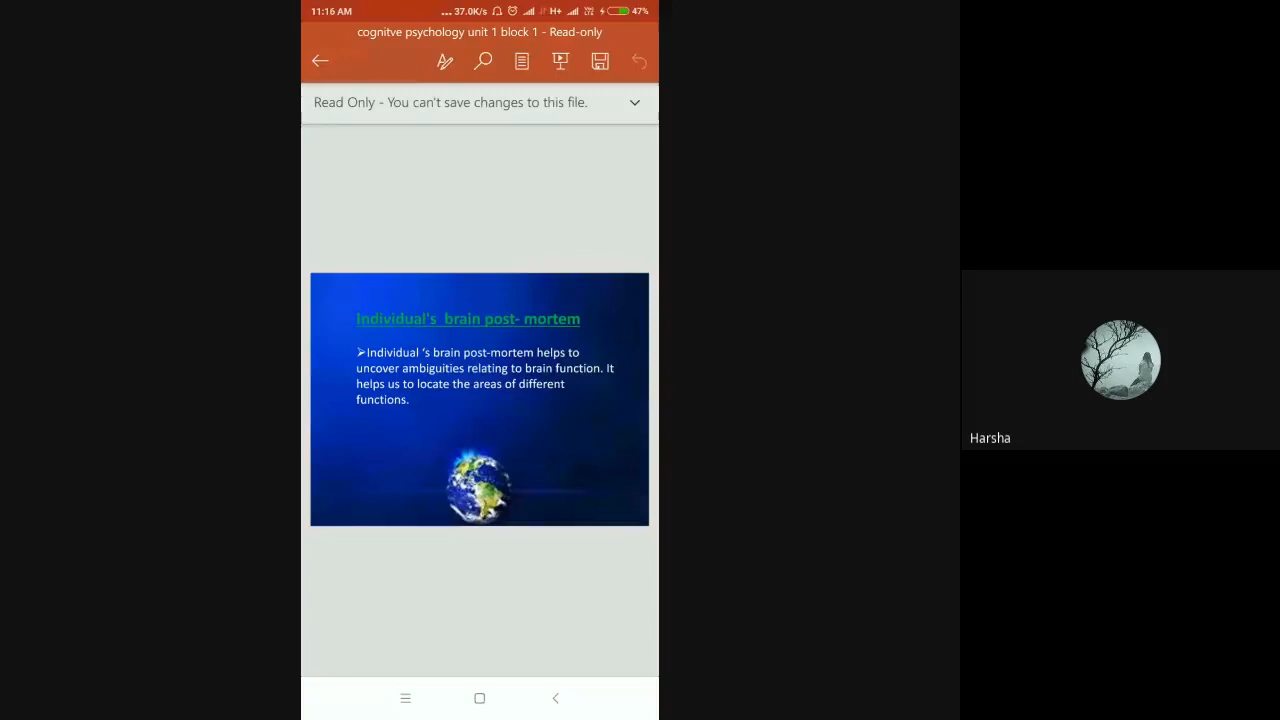 11:16 AM
... 37.0K/s H+ VoLTE 47%
cognitve psychology unit 1 block 1 - Read-only
Read Only - You can't save changes to this file.
Individual's brain post- mortem
➢Individual ‘s brain post-mortem helps to
uncover ambiguities relating to brain function. It
helps us to locate the areas of different
functions.
Harsha